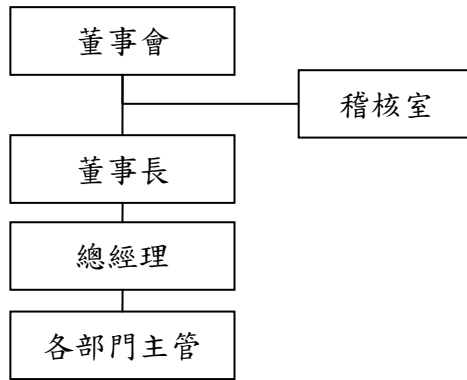 董事會
稽核室
董事長
總經理
各部門主管